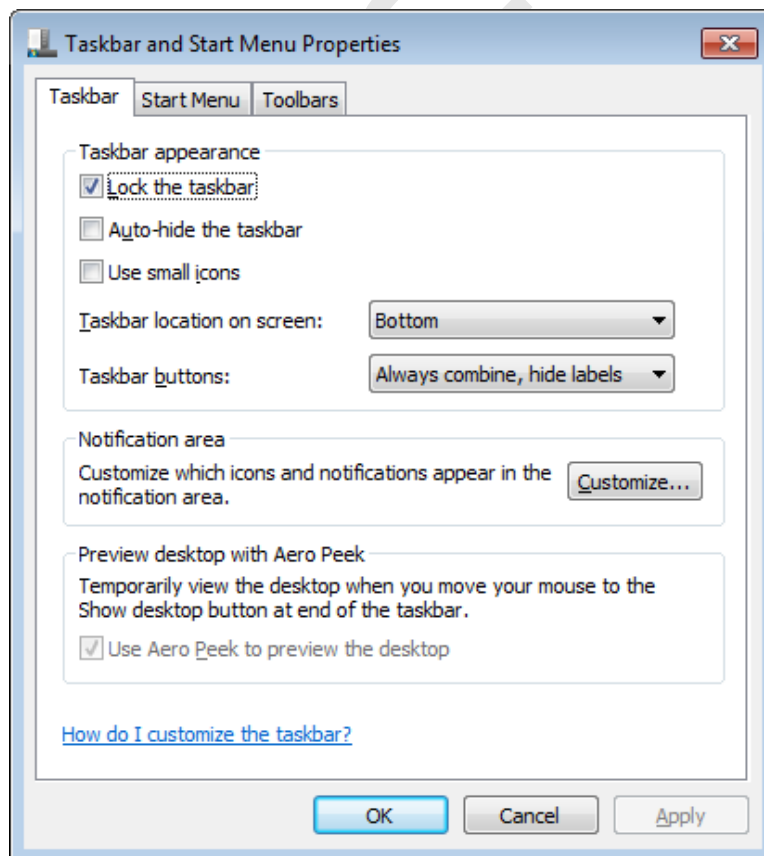 Taskbar and Start Menu Properties
Taskbar
Start Menu
Toolbars
Taskbar appearance
Lock the taskbar
Auto-hide the taskbar
Use small icons
Taskbar location on screen:
Bottom
Taskbar buttons:
Always combine, hide labels
Notification area
Customize which icons and notifications appear in the
notification area.
Customize...
Preview desktop with Aero Peek
Temporarily view the desktop when you move your mouse to the
Show desktop button at end of the taskbar.
Use Aero Peek to preview the desktop
How do I customize the taskbar?
OK
Cancel
Apply